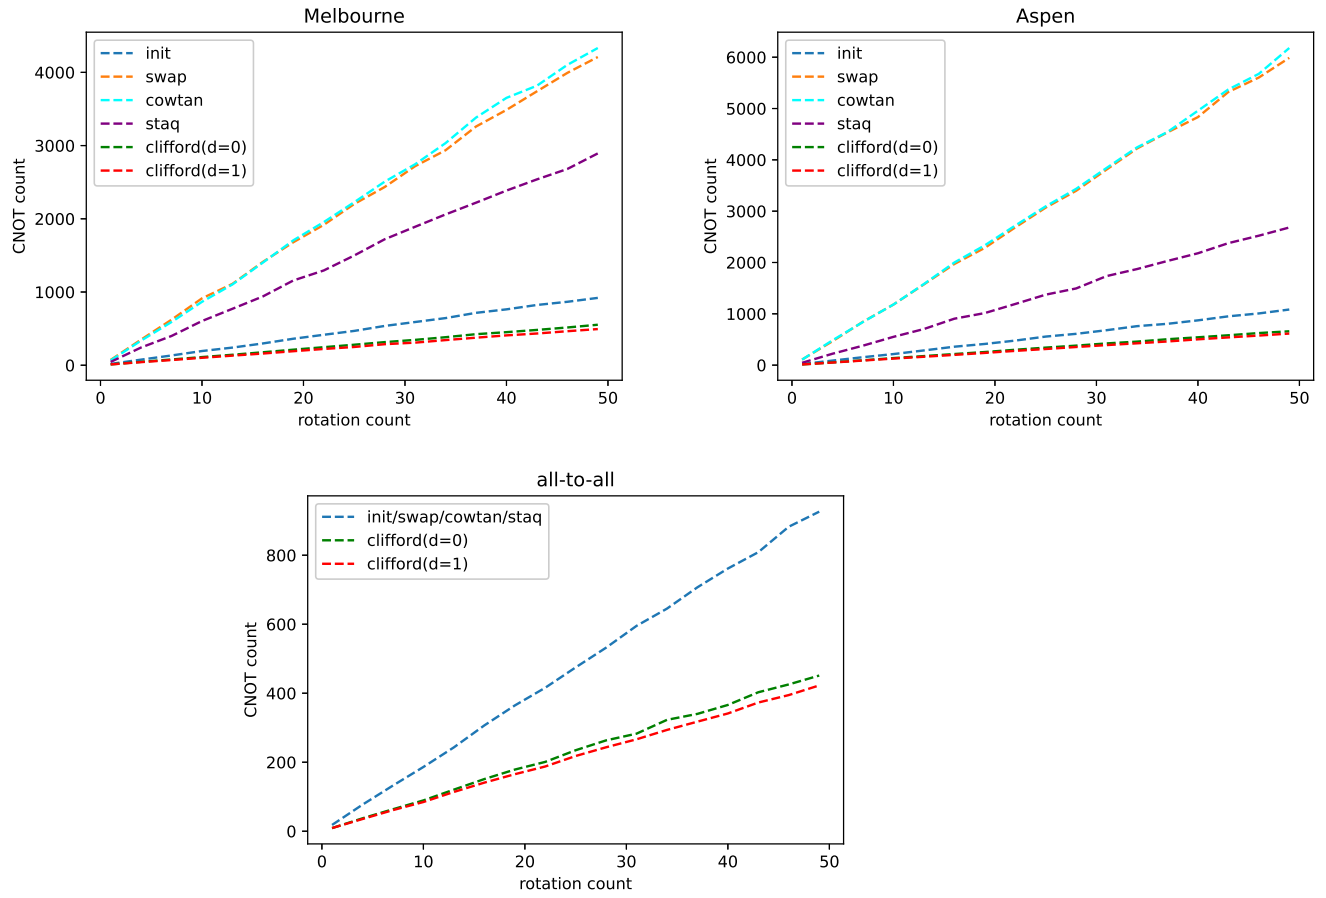 Melbourne
init
swap
cowtan
staq
clifford(d=0)
clifford(d=1)
CNOT count
4000
3000
2000
1000
0
0 10 20 30 40 50
rotation count
Aspen
init
swap
cowtan
staq
clifford(d=0)
clifford(d=1)
CNOT count
6000
5000
4000
3000
2000
1000
0
0 10 20 30 40 50
rotation count
all-to-all
init/swap/cowtan/staq
clifford(d=0)
clifford(d=1)
CNOT count
800
600
400
200
0
0 10 20 30 40 50
rotation count